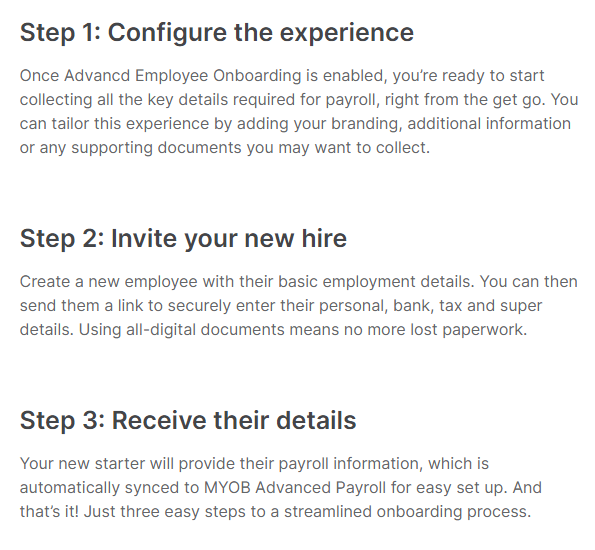 Step 1: Configure the experience
Once Advancd Employee Onboarding is enabled, you’re ready to start
collecting all the key details required for payroll, right from the get go. You
can tailor this experience by adding your branding, additional information
or any supporting documents you may want to collect.
Step 2: Invite your new hire
Create a new employee with their basic employment details. You can then
send them a link to securely enter their personal, bank, tax and super
details. Using all-digital documents means no more lost paperwork.
Step 3: Receive their details
Your new starter will provide their payroll information, which is
automatically synced to MYOB Advanced Payroll for easy set up. And
that’s it! Just three easy steps to a streamlined onboarding process.